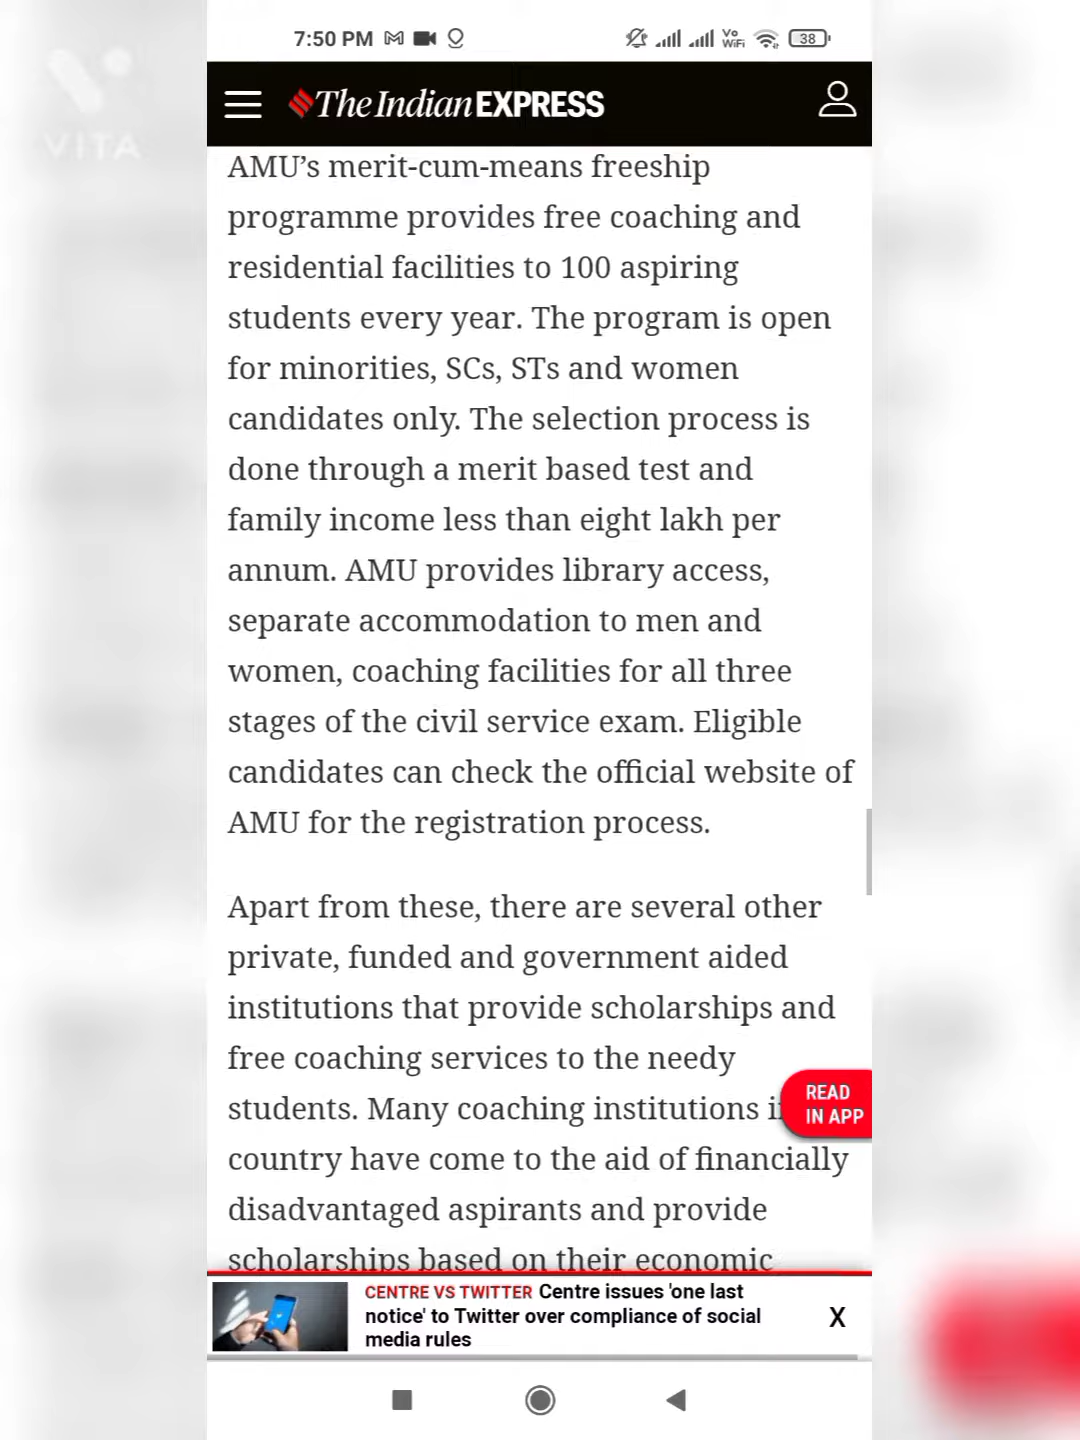 VITA
7:50 PM
Vo
WiFi
38
The Indian EXPRESS
AMU’s merit-cum-means freeship
programme provides free coaching and
residential facilities to 100 aspiring
students every year. The program is open
for minorities, SCs, STs and women
candidates only. The selection process is
done through a merit based test and
family income less than eight lakh per
annum. AMU provides library access,
separate accommodation to men and
women, coaching facilities for all three
stages of the civil service exam. Eligible
candidates can check the official website of
AMU for the registration process.
Apart from these, there are several other
private, funded and government aided
institutions that provide scholarships and
free coaching services to the needy
students. Many coaching institutions
READ
IN APP
country have come to the aid of financially
disadvantaged aspirants and provide
scholarships based on their economic
CENTRE VS TWITTER Centre issues 'one last
notice' to Twitter over compliance of social
media rules
X